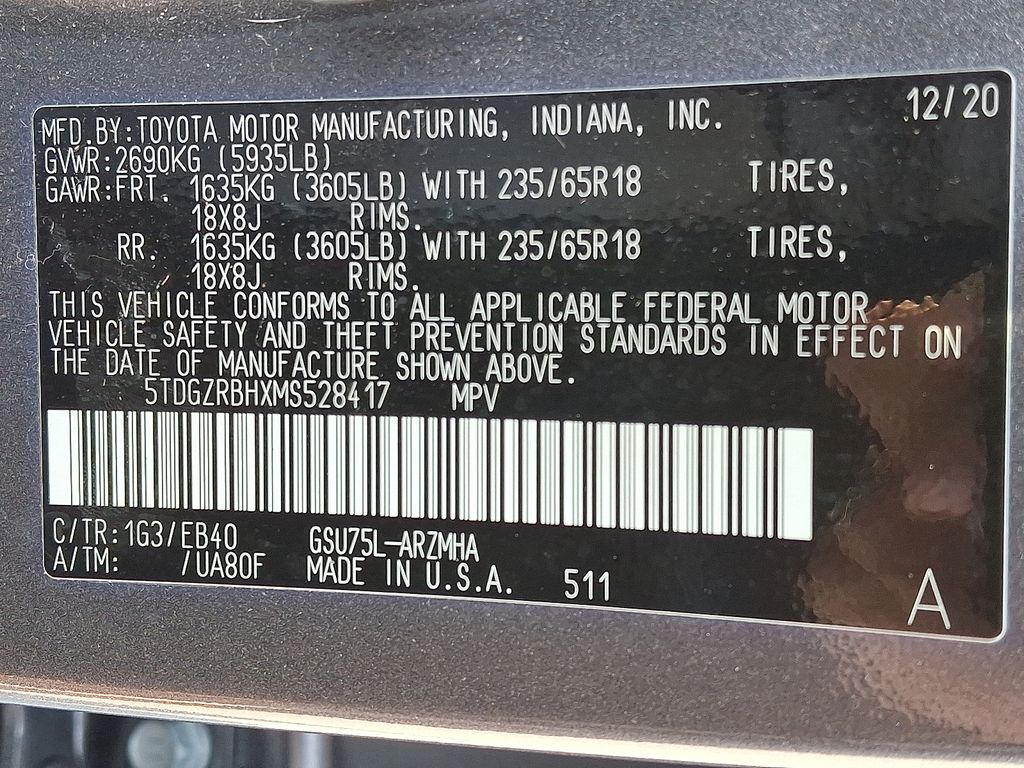 12/20
MFD.BY:TOYOTA MOTOR MANUFACTURING, INDIANA, INC.
GVWR:2690KG (5935LB)
GAWR:FRT. 1635KG (3605LB) WITH 235/65R18 TIRES,
18X8J RIMS.
RR. 1635KG (3605LB) WITH 235/65R18 TIRES,
18X8J RIMS.
THIS VEHICLE CONFORMS TO ALL APPLICABLE FEDERAL MOTOR
VEHICLE SAFETY AND THEFT PREVENTION STANDARDS IN EFFECT ON
THE DATE OF MANUFACTURE SHOWN ABOVE.
5TDGZRBHXMS528417 MPV
C/TR:1G3/EB40 GSU75L-ARZMHA
A/TM: /UA80F MADE IN U.S.A. 511
A